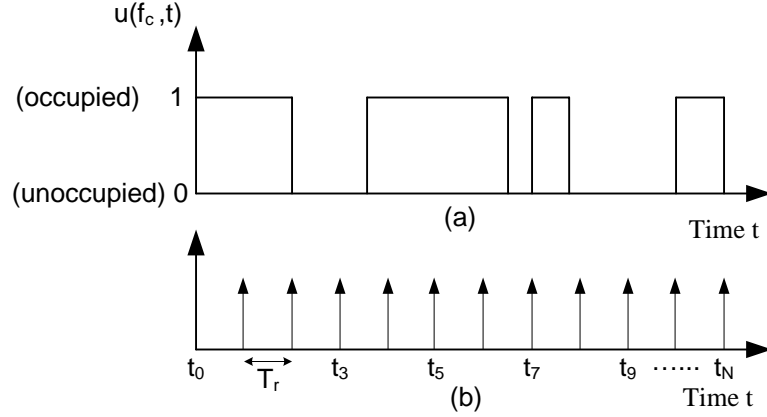 u(f_c ,t)
(occupied) 1
(unoccupied) 0
(a)
Time t
t_0 T_r t_3 t_5 t_7 t_9 ...... t_N
(b)
Time t